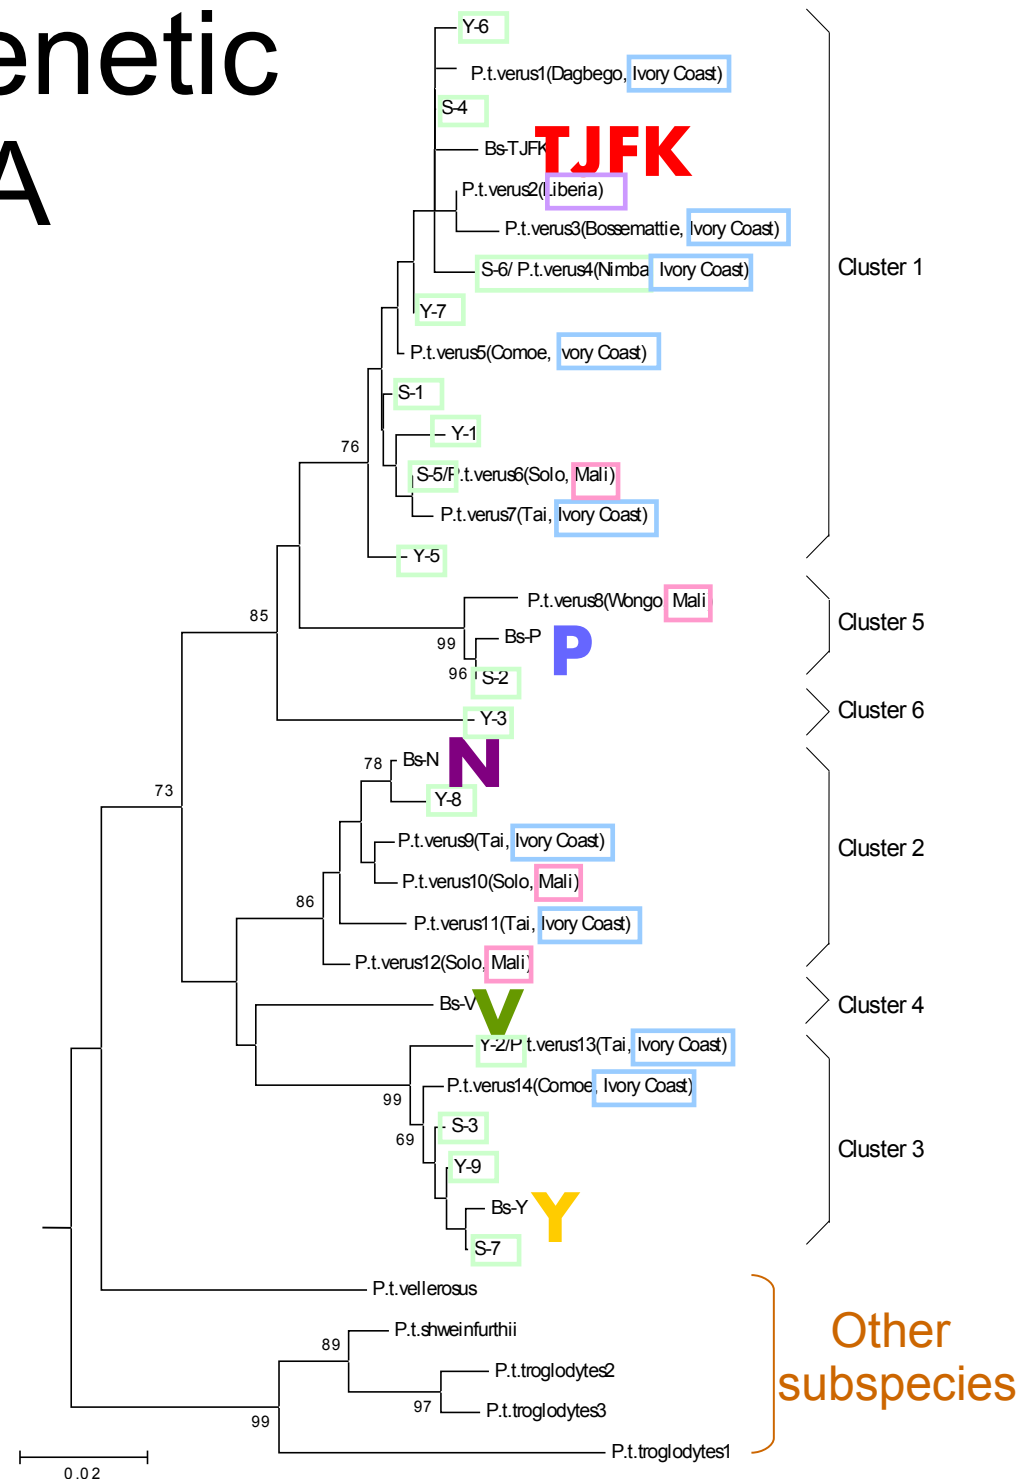 enetic
A
Y-6
P.t.verus1(Dagbego, Ivory Coast)
S-4
Bs-TJFK
TJFK
P.t.verus2(Liberia)
P.t.verus3(Bossemattie, Ivory Coast)
S-6/ P.t.verus4(Nimba Ivory Coast)
Cluster 1
Y-7
P.t.verus5(Comoe, Ivory Coast)
S-1
Y-1
76
S-5/P.t.verus6(Solo, Mali)
P.t.verus7(Tai, Ivory Coast)
Y-5
P.t.verus8(Wongo Mali
85
Cluster 5
99
Bs-P
P
96
S-2
Cluster 6
Y-3
78
Bs-N
N
73
Y-8
P.t.verus9(Tai, Ivory Coast)
Cluster 2
P.t.verus10(Solo, Mali)
86
P.t.verus11(Tai, Ivory Coast)
P.t.verus12(Solo, Mali)
Bs-V
V
Cluster 4
Y-2/P.t.verus13(Tai, Ivory Coast)
P.t.verus14(Comoe, Ivory Coast)
99
S-3
69
Cluster 3
Y-9
Bs-Y
Y
S-7
P.t.vellerosus
P.t.shweinfurthii
Other
subspecies
89
P.t.troglodytes2
97
P.t.troglodytes3
99
P.t.troglodytes1
0.02